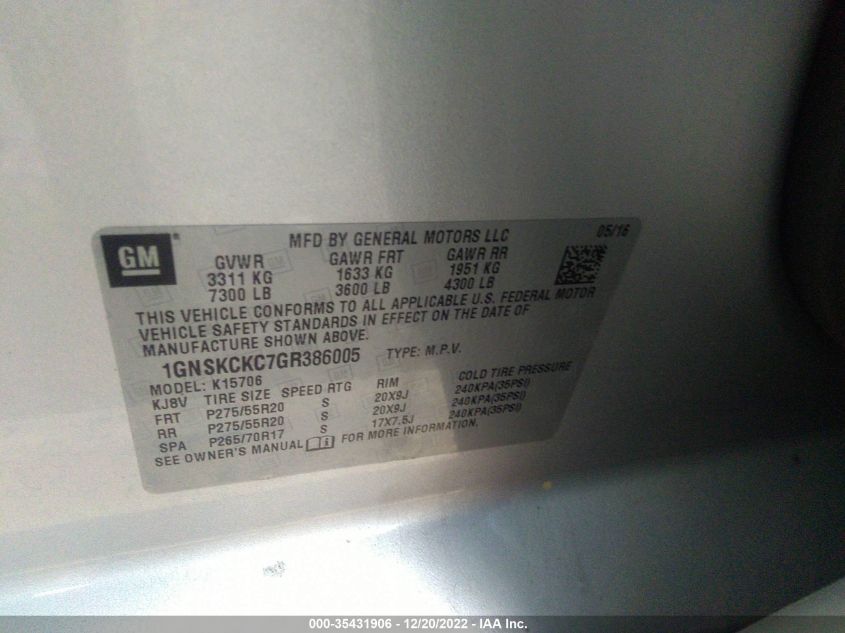 GM ®
MFD BY GENERAL MOTORS LLC 05/16
GVWR GAWR FRT GAWR RR
3311 KG 1633 KG 1951 KG
7300 LB 3600 LB 4300 LB
THIS VEHICLE CONFORMS TO ALL APPLICABLE U.S. FEDERAL MOTOR
VEHICLE SAFETY STANDARDS IN EFFECT ON THE DATE OF
MANUFACTURE SHOWN ABOVE.
1GNSKCKC7GR386005 TYPE: M.P.V.
MODEL: K15706
KJ8V TIRE SIZE SPEED RTG RIM COLD TIRE PRESSURE
FRT P275/55R20 S 20X9J 240KPA(35PSI)
RR P275/55R20 S 20X9J 240KPA(35PSI)
SPA P265/70R17 S 17X7.5J 240KPA(35PSI)
SEE OWNER'S MANUAL i FOR MORE INFORMATION.
000-35431906 - 12/20/2022 - IAA Inc.